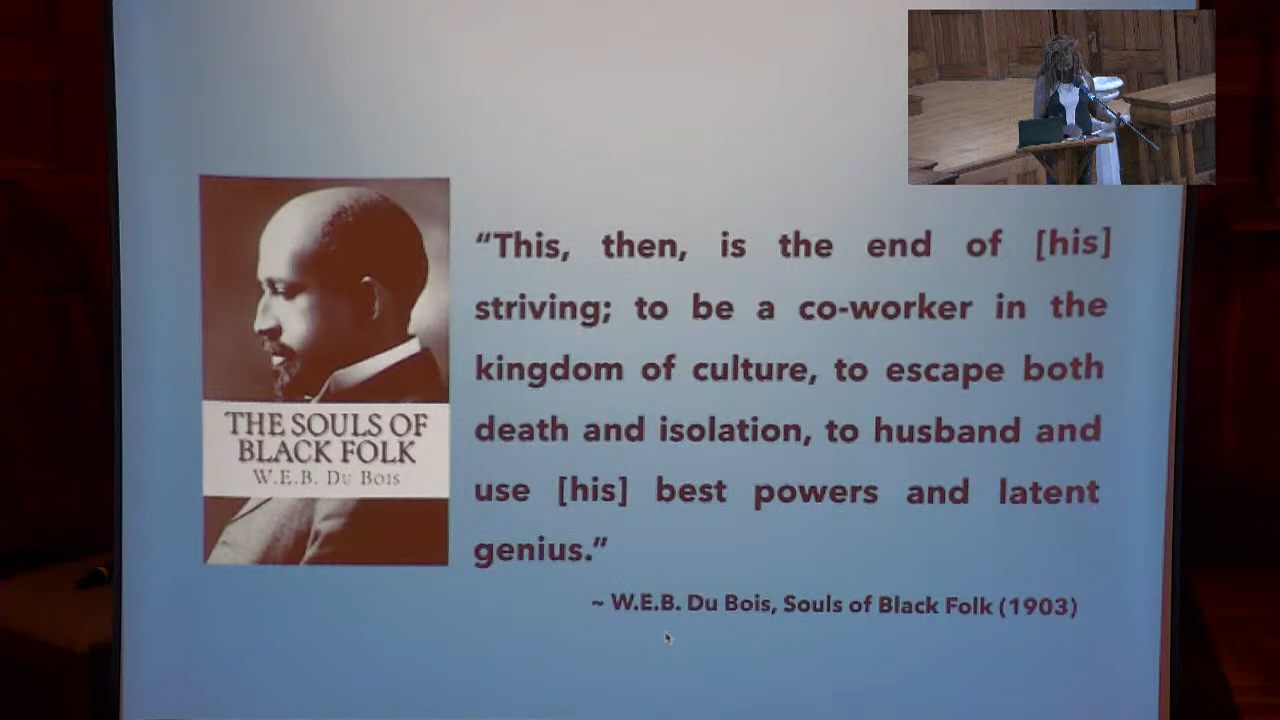 THE SOULS OF
BLACK FOLK
W.E.B. DU BOIS
“This, then, is the end of [his]
striving; to be a co-worker in the
kingdom of culture, to escape both
death and isolation, to husband and
use [his] best powers and latent
genius.”
~ W.E.B. Du Bois, Souls of Black Folk (1903)